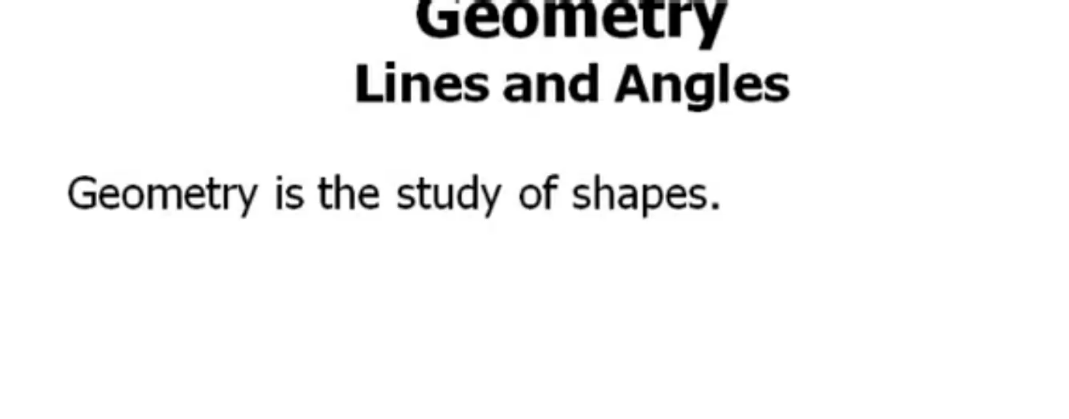 Geometry
Lines and Angles
Geometry is the study of shapes.